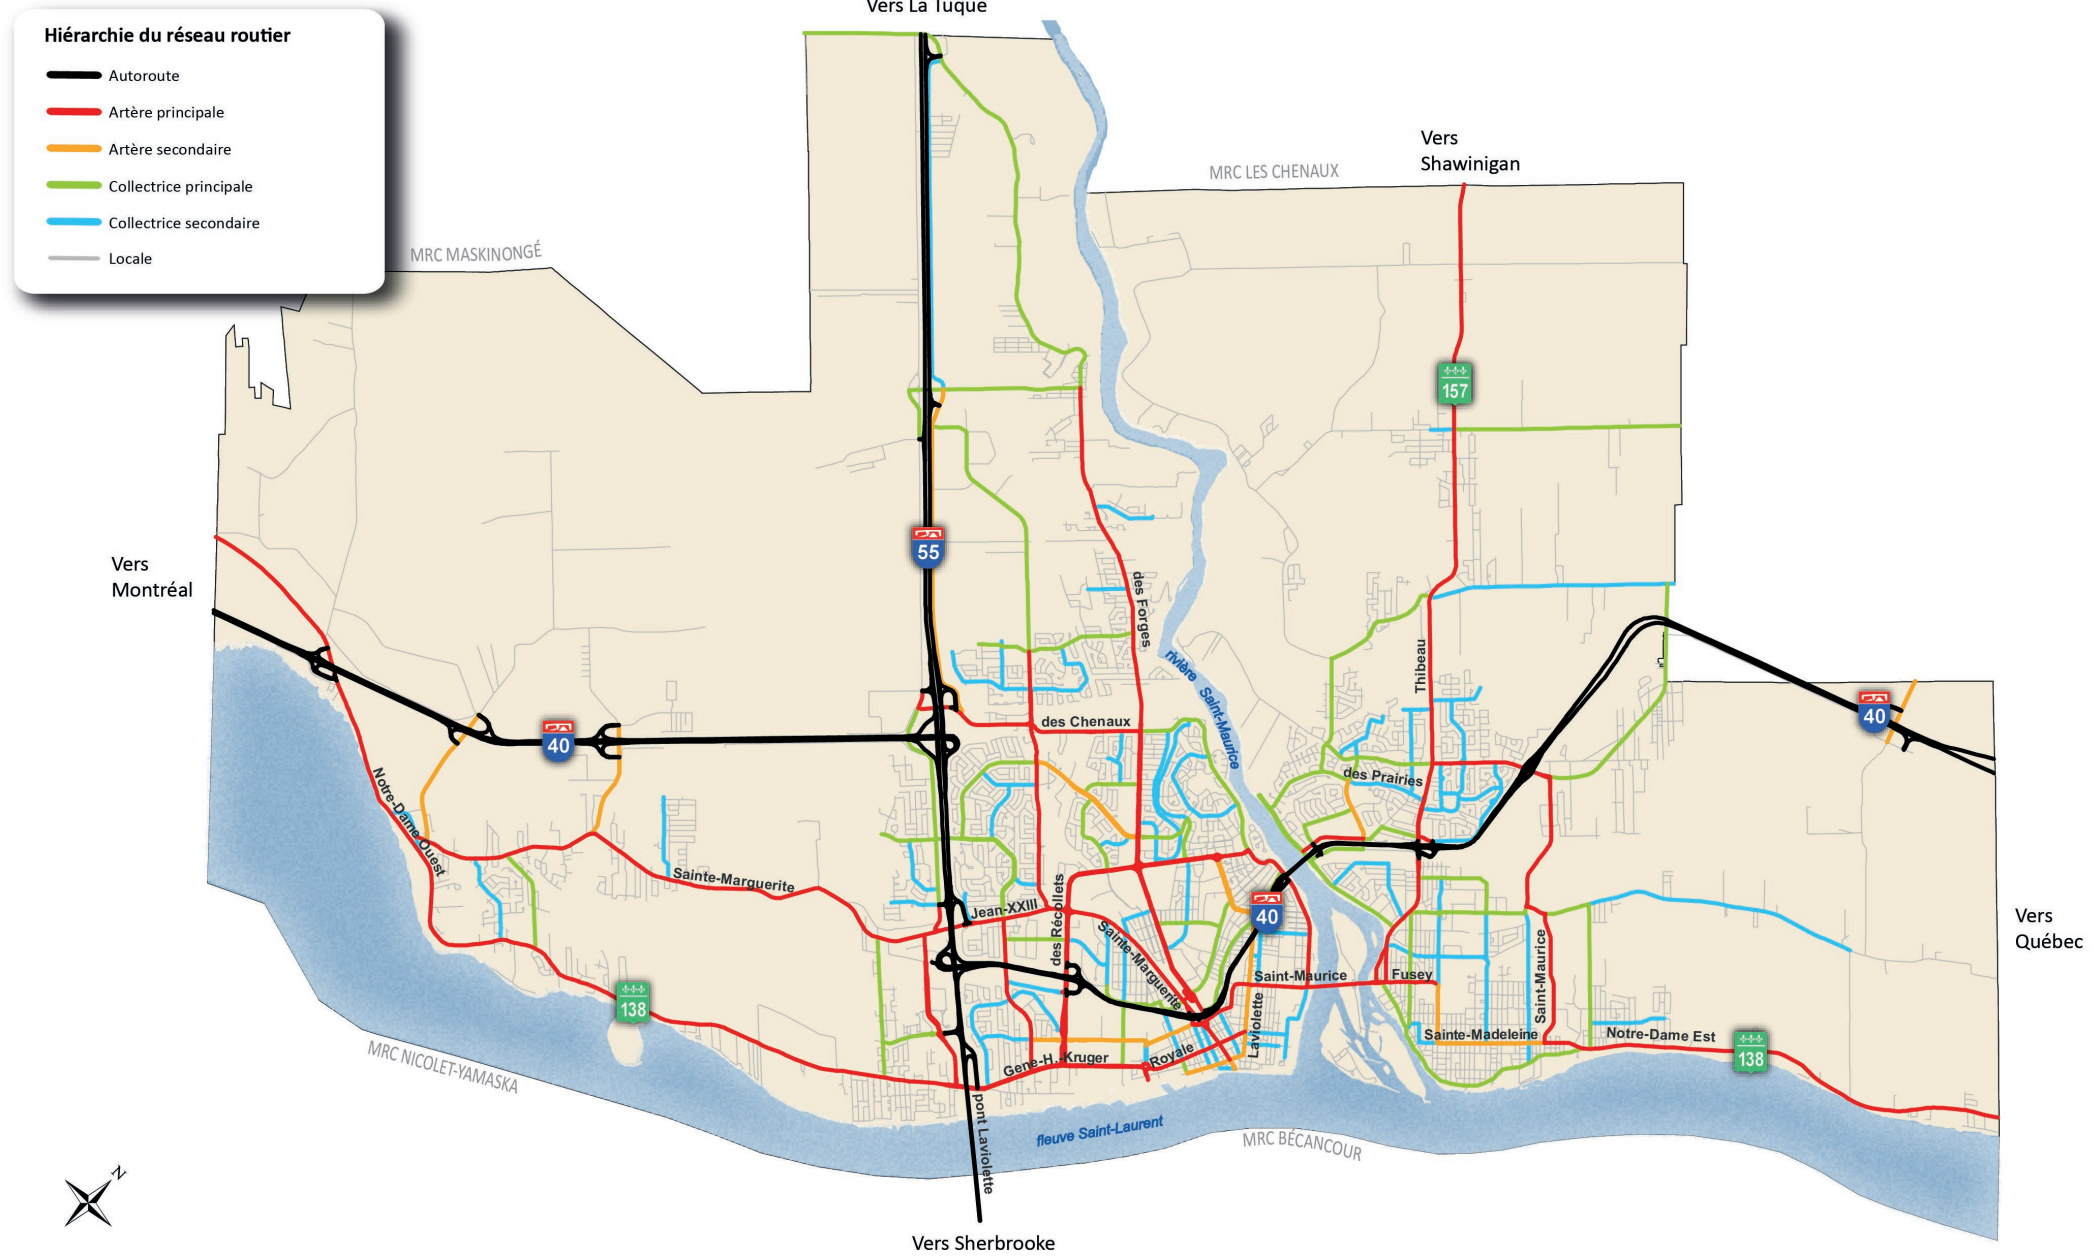 Vers La Tuque
Hiérarchie du réseau routier
Autoroute
Artère principale
Artère secondaire
Collectrice principale
Collectrice secondaire
Locale
Vers
Shawinigan
MRC LES CHENAUX
MRC MASKINONGÉ
157
55
Vers
Montréal
des Forges
rivière Saint-Maurice
Thibeau
des Chenaux
40
40
des Prairies
Notre-Dame Ouest
Sainte-Marguerite
Jean-XXIII
des Récollets
Sainte-Marguerite
40
Vers
Québec
Saint-Maurice
Fusey
Saint-Maurice
138
Laviolette
Sainte-Madeleine
Notre-Dame Est
138
Gene-H.-Kruger
Royale
MRC NICOLET-YAMASKA
pont Laviolette
fleuve Saint-Laurent
MRC BÉCANCOUR
N
Vers Sherbrooke